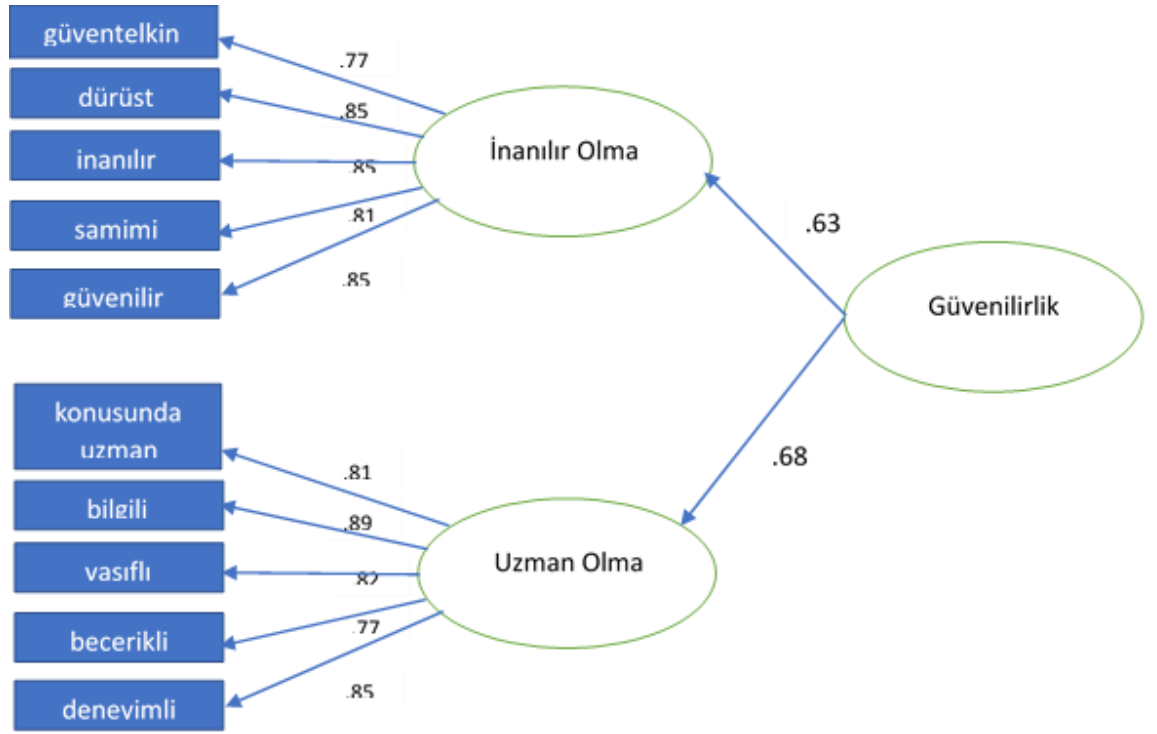 güventelkin
.77
dürüst
.85
inanılır
.85
samimi
.81
güvenilir
.85
İnanılır Olma
.63
Güvenilirlik
.68
konusunda
uzman
.81
bilgili
.89
vasıflı
.82
becerikli
.77
deneyimli
.85
Uzman Olma